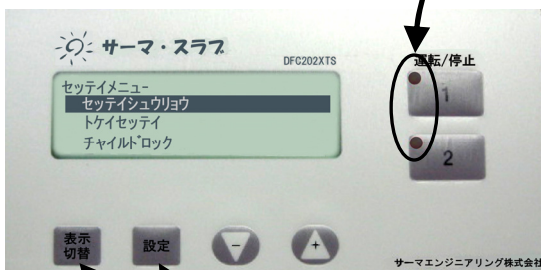 サーマ・スラブ
DFC202XTS
運転/停止
セッテイメニュー
セッテイシュウリョウ
トケイセッテイ
チャイルドロック
1
2
表示
切替
設定
-
+
サーマエンジニアリング株式会社